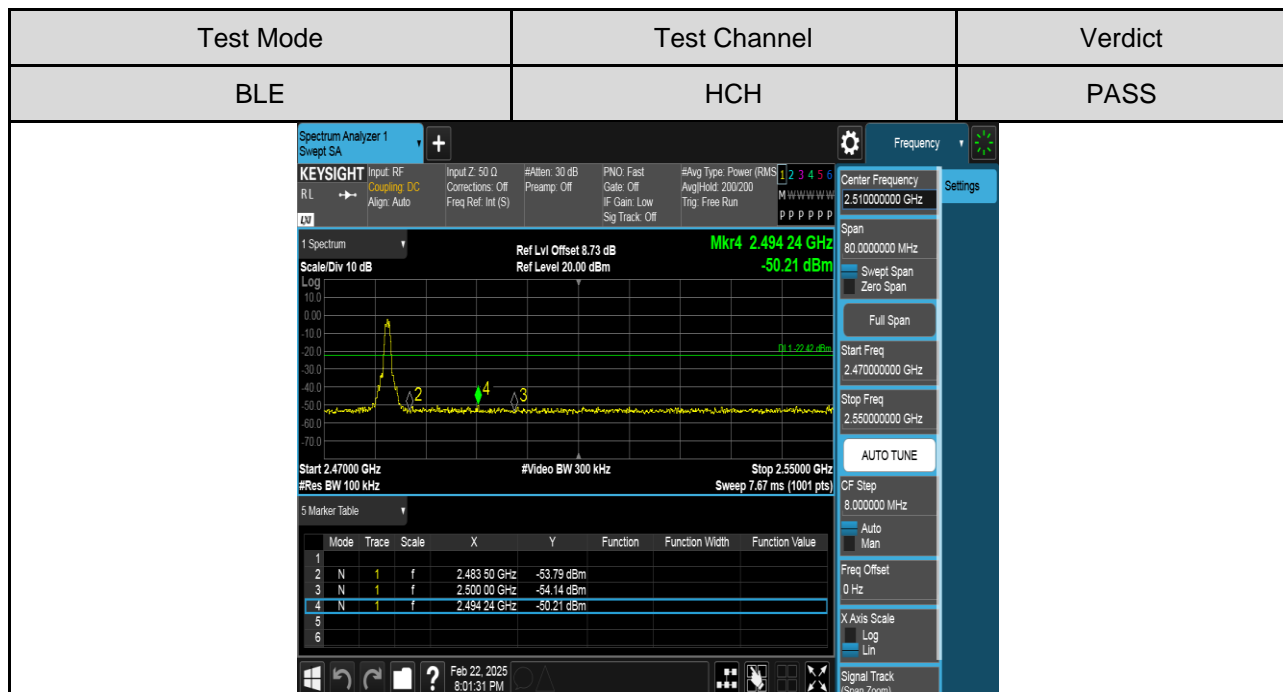 Test Mode Test Channel Verdict
BLE HCH PASS
Spectrum Analyzer 1
Swept SA
+
Frequency
KEYSIGHT Input: RF Input Z: 50 Ω #Atten: 30 dB PNO: Fast #Avg Type: Power (RMS 1 2 3 4 5 6
RL Coupling: DC Corrections: Off Preamp: Off Gate: Off Avg|Hold: 200/200 M W W W W W
Align: Auto Freq Ref: Int (S) IF Gain: Low Trig: Free Run
LXI Sig Track: Off P P P P P P
1 Spectrum
Ref Lvl Offset 8.73 dB
Mkr4 2.494 24 GHz
Scale/Div 10 dB Ref Level 20.00 dBm -50.21 dBm
Log
10.0
0.00
-10.0
-20.0
DL1 -22.42 dBm
-30.0
-40.0
-50.0
2 4 3
-60.0
-70.0
Start 2.47000 GHz #Video BW 300 kHz Stop 2.55000 GHz
#Res BW 100 kHz Sweep 7.67 ms (1001 pts)
5 Marker Table
Mode Trace Scale X Y Function Function Width Function Value
1
2 N 1 f 2.483 50 GHz -53.79 dBm
3 N 1 f 2.500 00 GHz -54.14 dBm
4 N 1 f 2.494 24 GHz -50.21 dBm
5
6
?
Feb 22, 2025
8:01:31 PM
Settings
Center Frequency
2.510000000 GHz
Span
80.0000000 MHz
Swept Span
Zero Span
Full Span
Start Freq
2.470000000 GHz
Stop Freq
2.550000000 GHz
AUTO TUNE
CF Step
8.000000 MHz
Auto
Man
Freq Offset
0 Hz
X Axis Scale
Log
Lin
Signal Track
(Span Zoom)